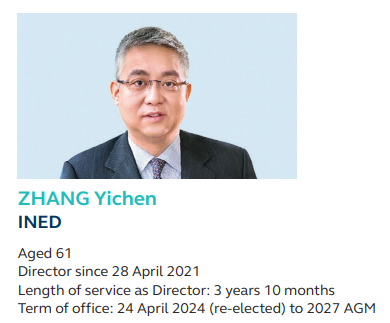 ZHANG Yichen
INED
Aged 61
Director since 28 April 2021
Length of service as Director: 3 years 10 months
Term of office: 24 April 2024 (re-elected) to 2027 AGM